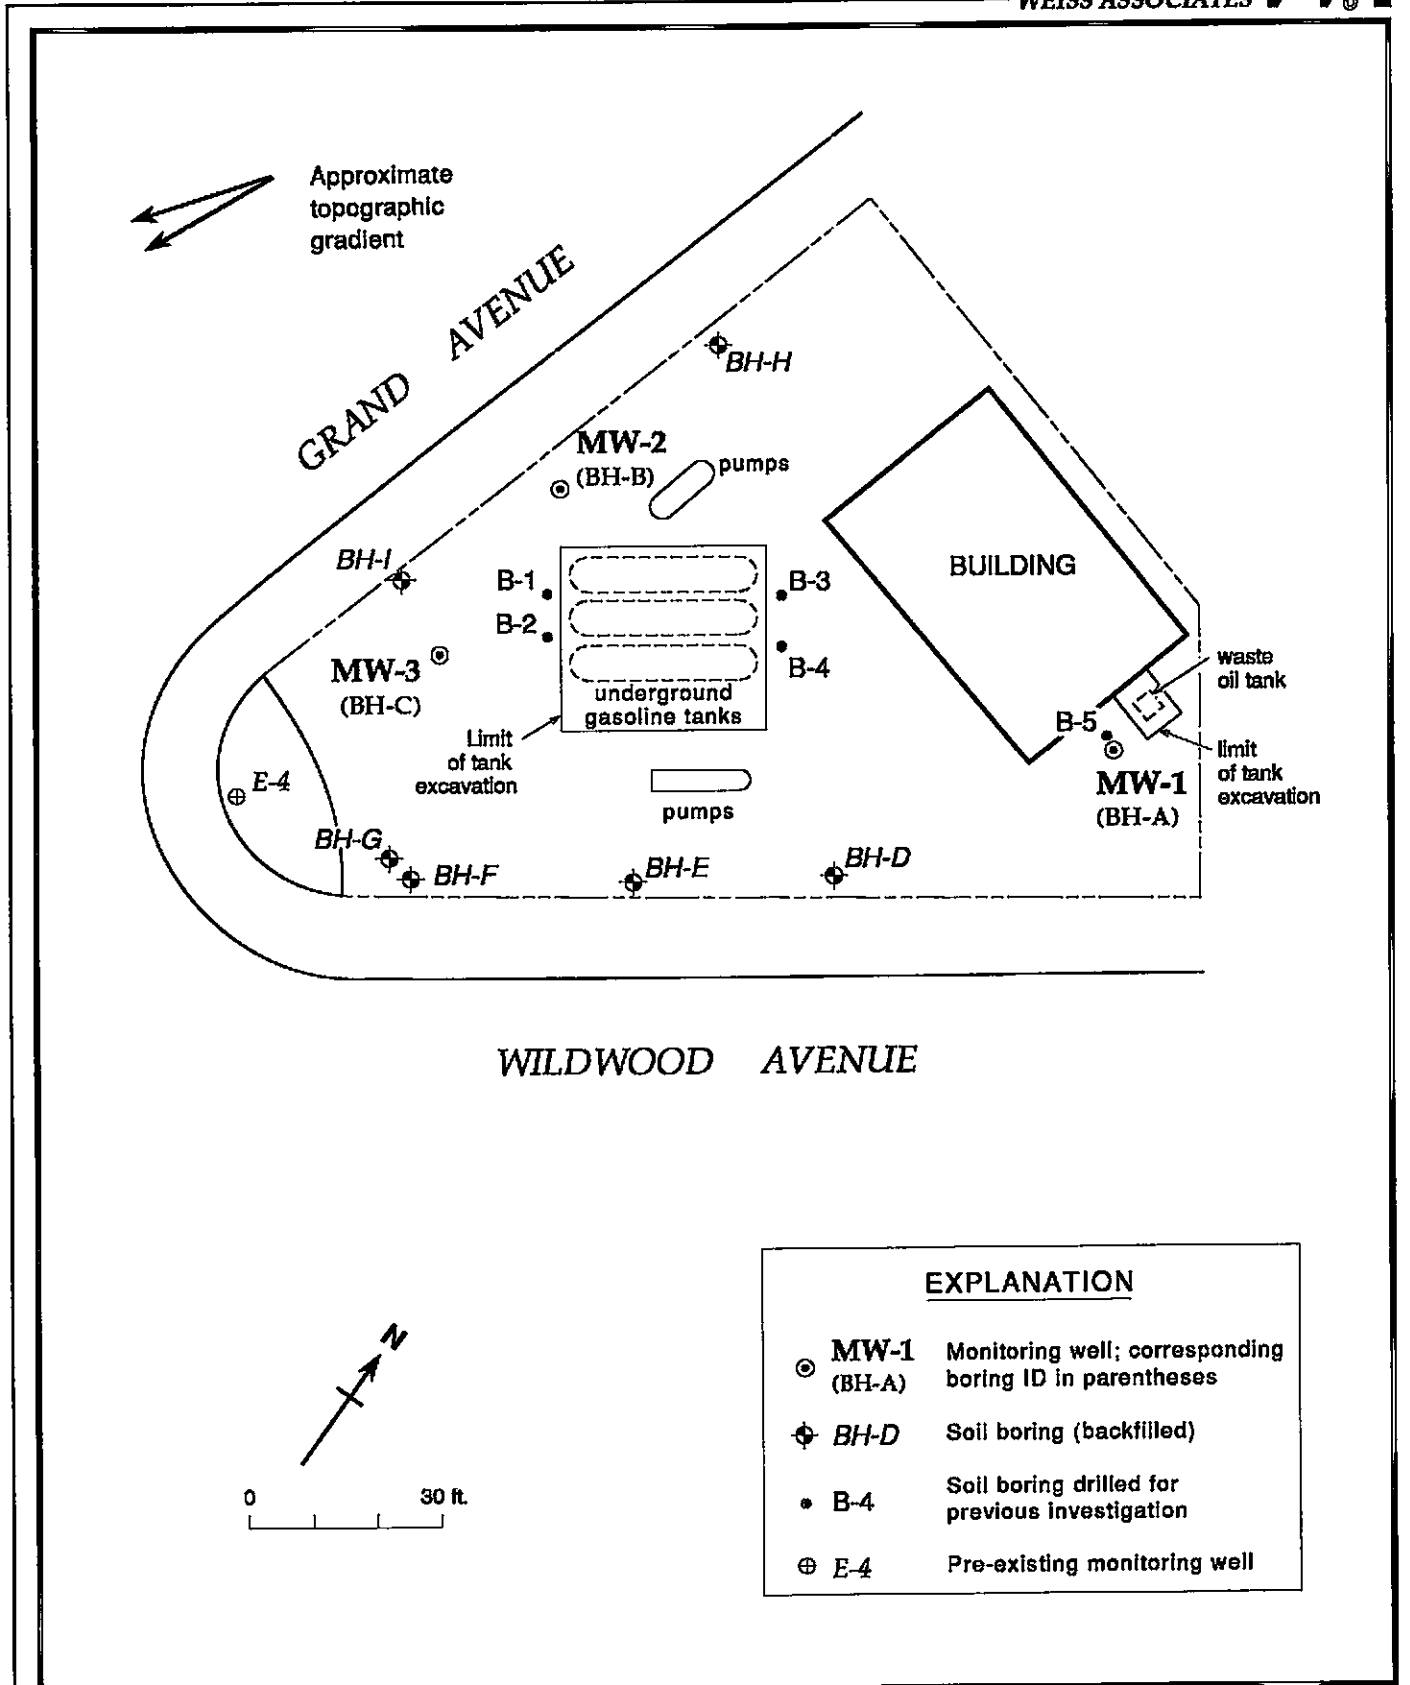 WEISS ASSOCIATES
Approximate
topographic
gradient
GRAND AVENUE
BH-H
MW-2
(BH-B)
pumps
BH-I
B-1
B-3
BUILDING
B-2
B-4
MW-3
(BH-C)
underground
gasoline tanks
waste
oil tank
B-5
Limit
of tank
excavation
limit
of tank
excavation
MW-1
(BH-A)
E-4
pumps
BH-G
BH-F
BH-E
BH-D
WILDWOOD AVENUE
N
0 30 ft.
EXPLANATION
MW-1 Monitoring well; corresponding
(BH-A) boring ID in parentheses
BH-D Soil boring (backfilled)
B-4 Soil boring drilled for
previous investigation
E-4 Pre-existing monitoring well